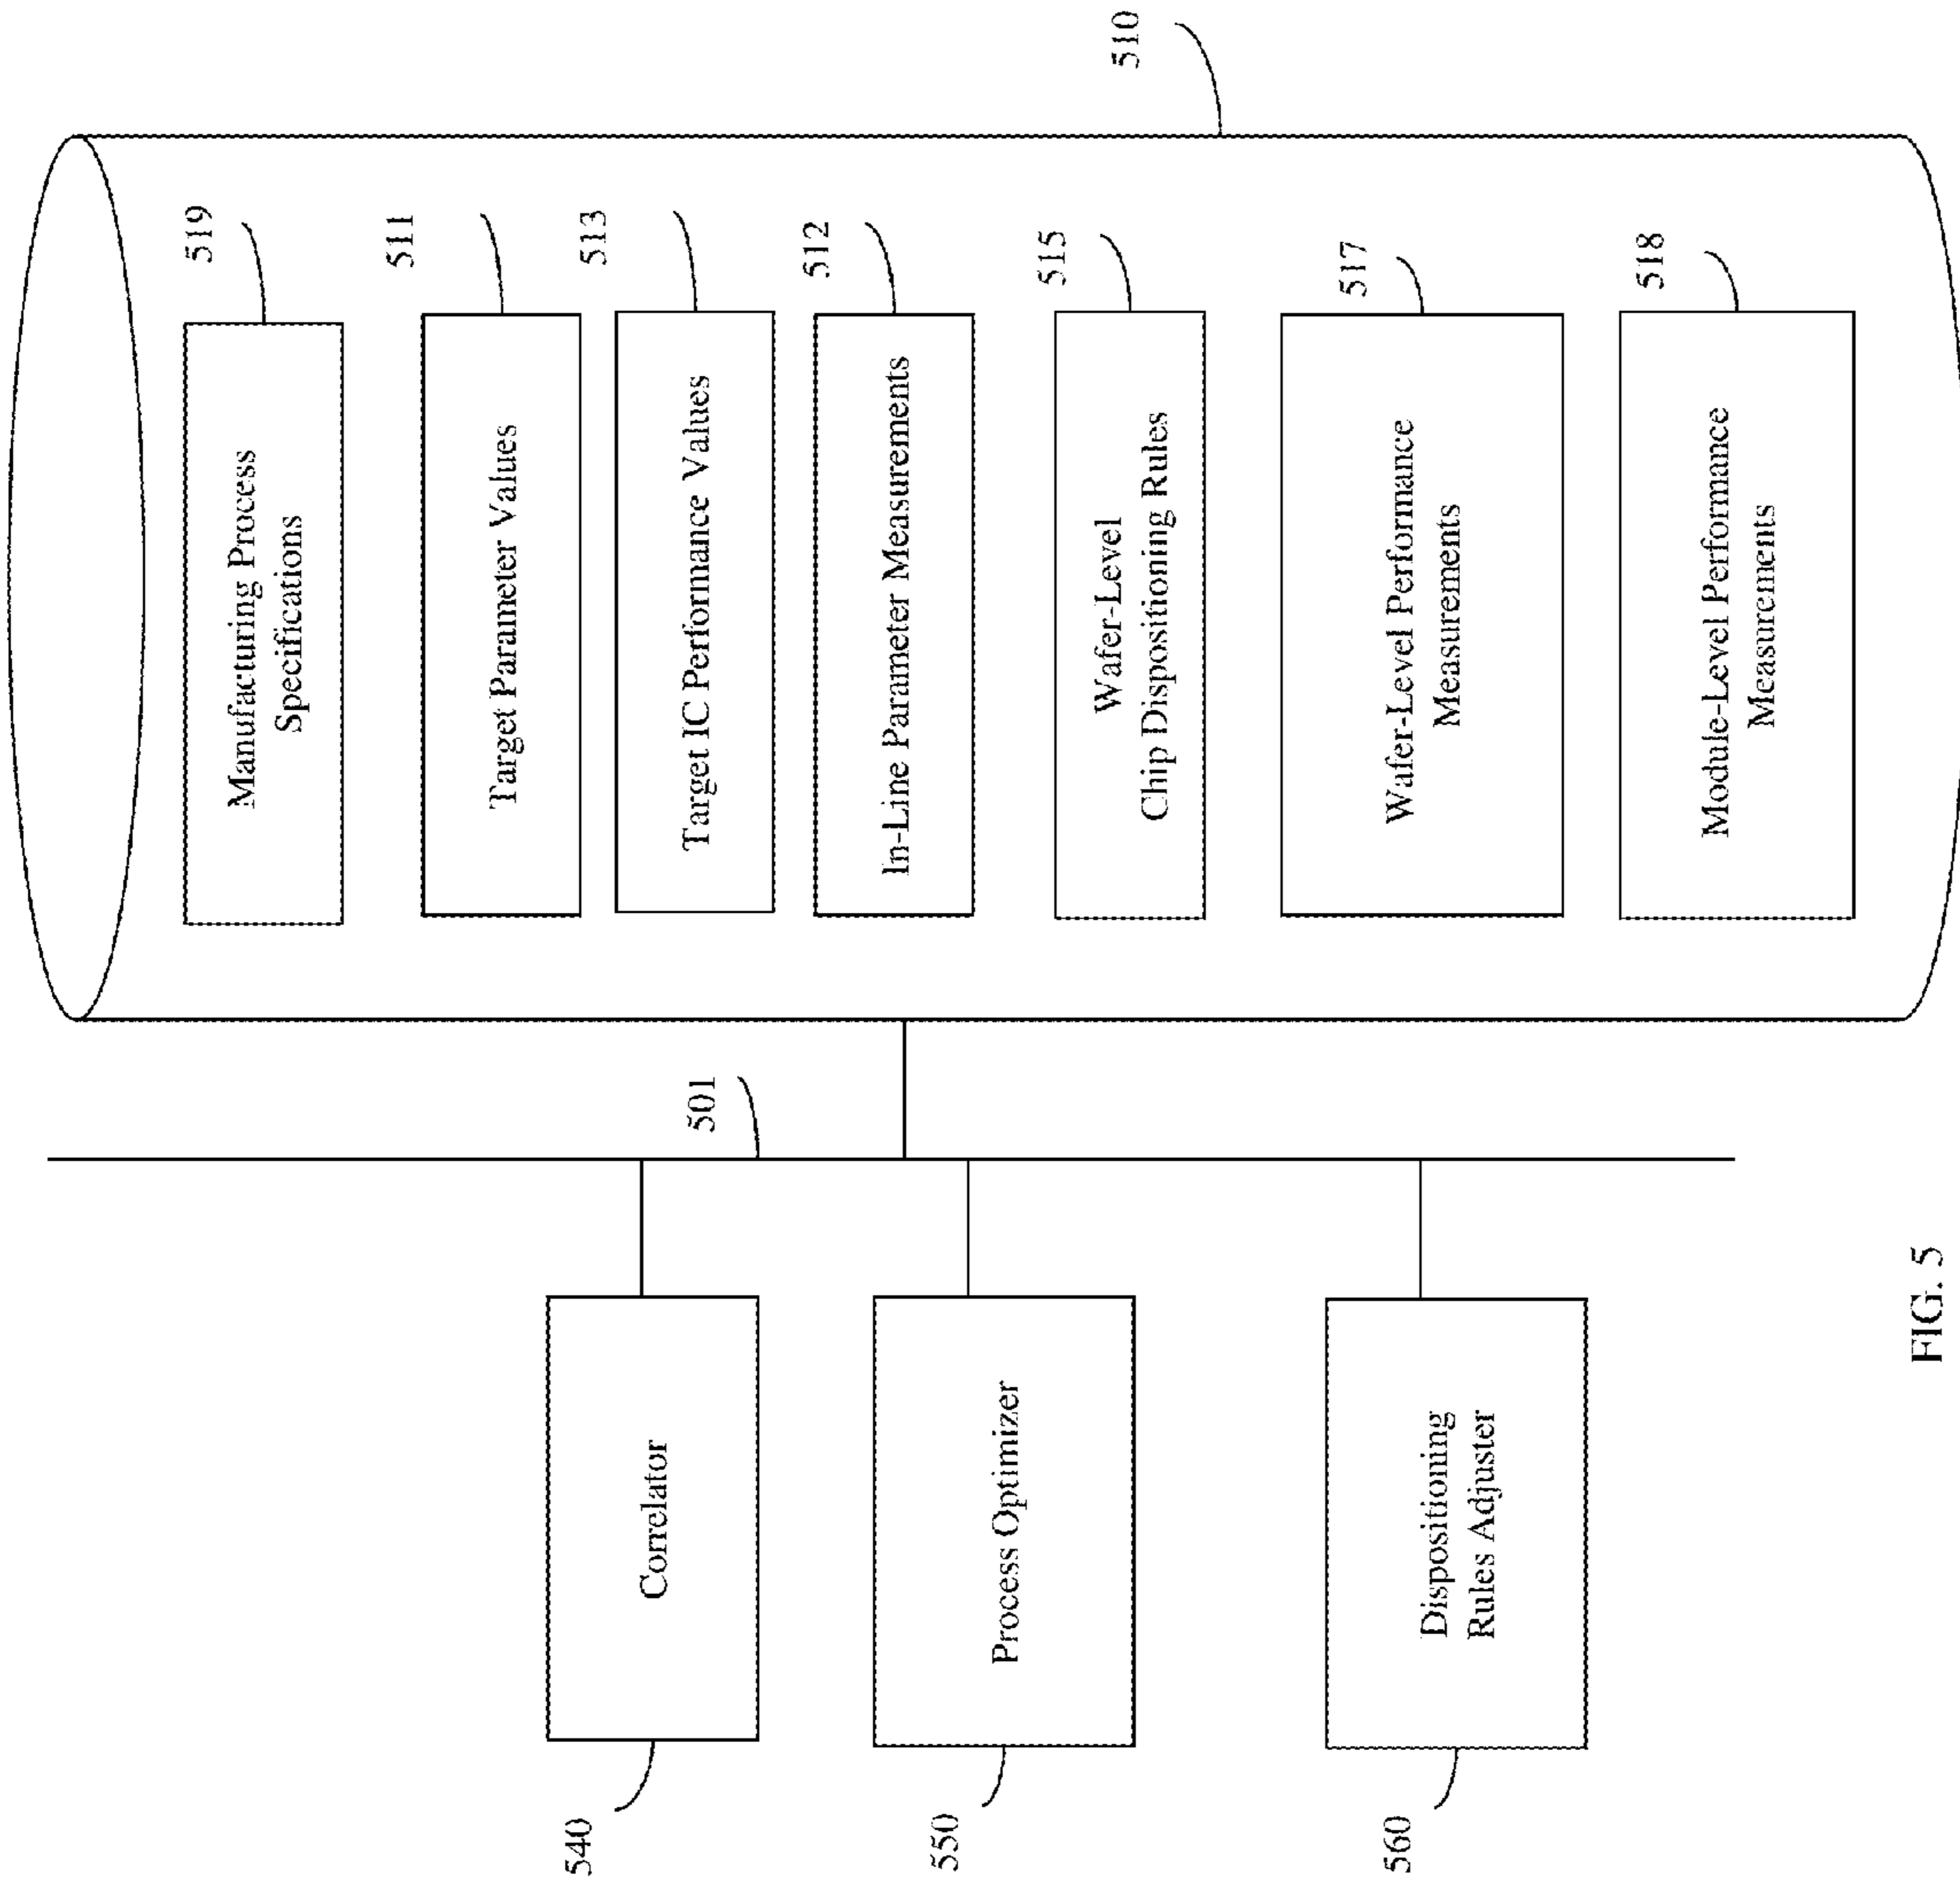 510
519
Manufacturing Process
Specifications
511
Target Parameter Values
513
Target IC Performance Values
512
In-Line Parameter Measurements
515
Wafer-Level
Chip Dispositioning Rules
517
Wafer-Level Performance
Measurements
518
Module-Level Performance
Measurements
501
Correlator
540
Process Optimizer
550
Dispositioning
Rules Adjuster
560
FIG. 5